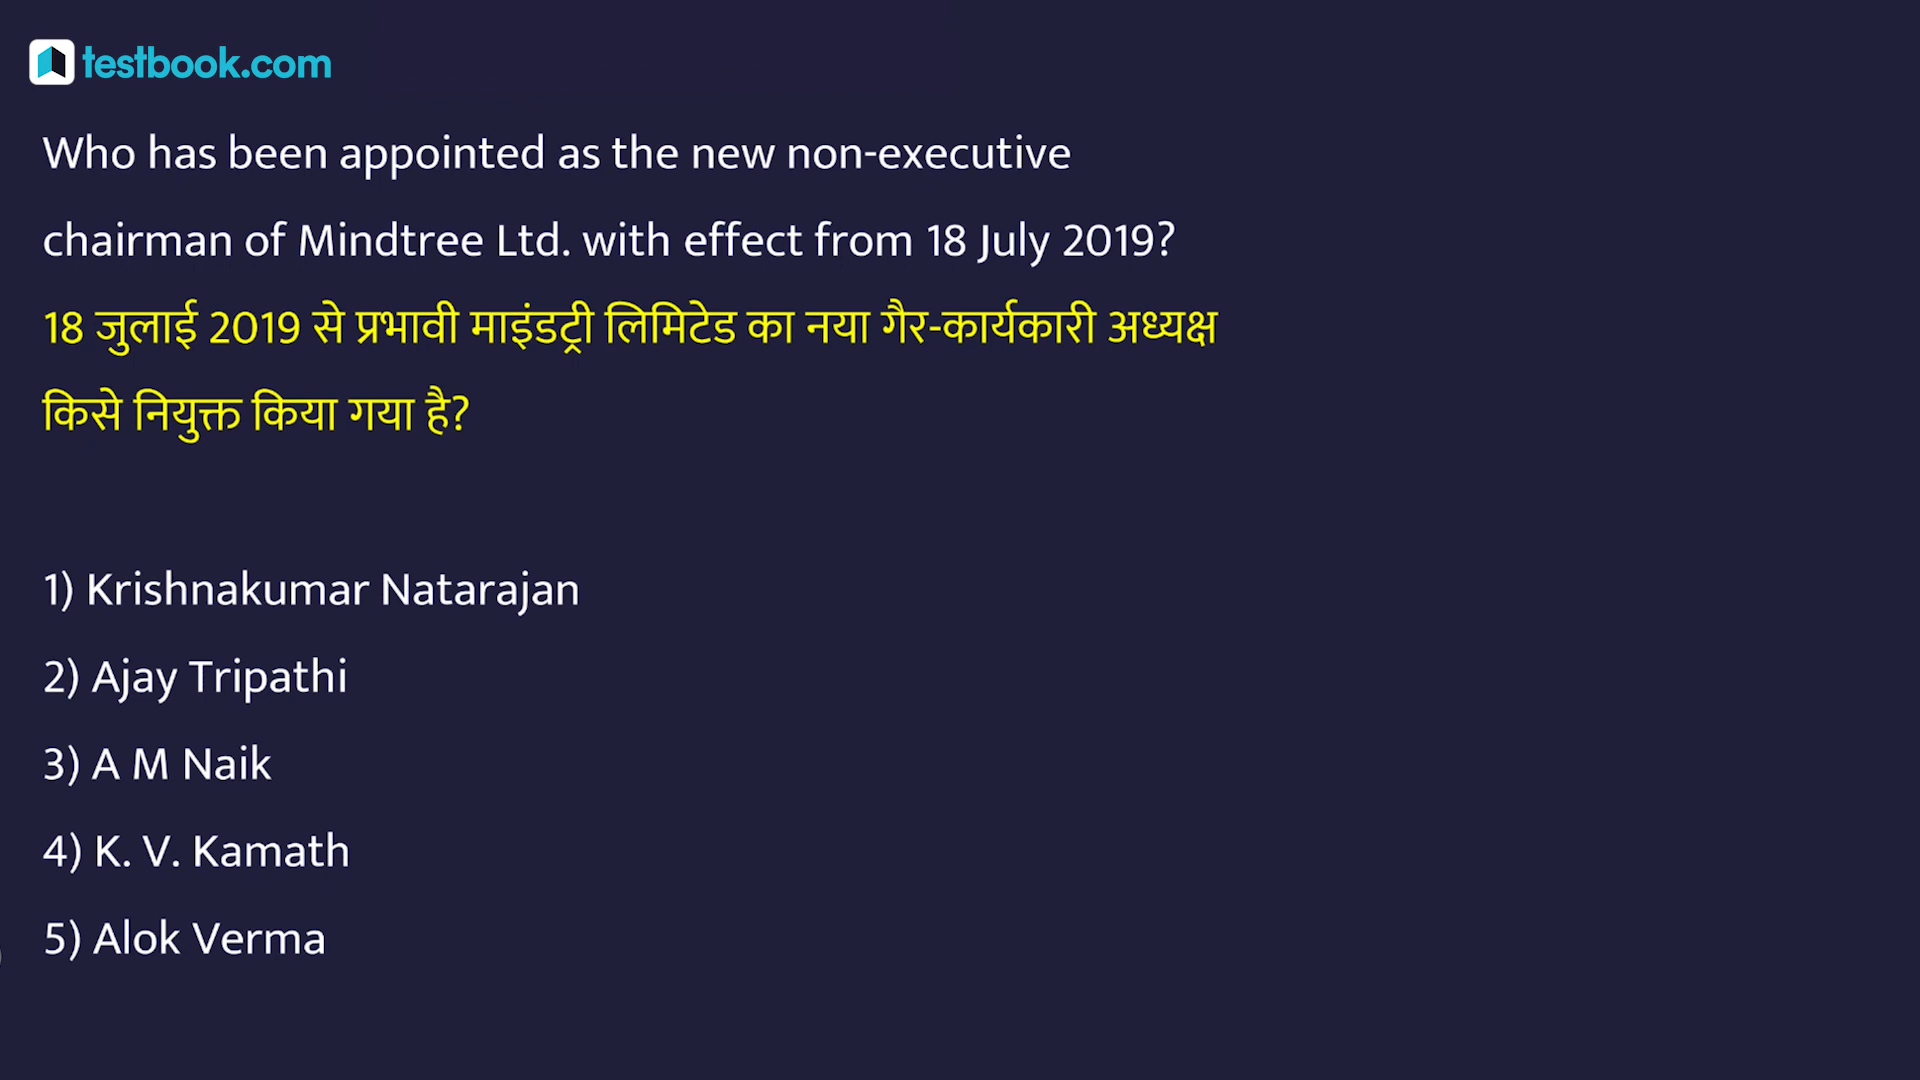 testbook.com
Who has been appointed as the new non-executive
chairman of Mindtree Ltd. with effect from 18 July 2019?
18 जुलाई 2019 से प्रभावी माइंडट्री लिमिटेड का नया गैर-कार्यकारी अध्यक्ष
किसे नियुक्त किया गया है?
1) Krishnakumar Natarajan
2) Ajay Tripathi
3) A M Naik
4) K. V. Kamath
5) Alok Verma